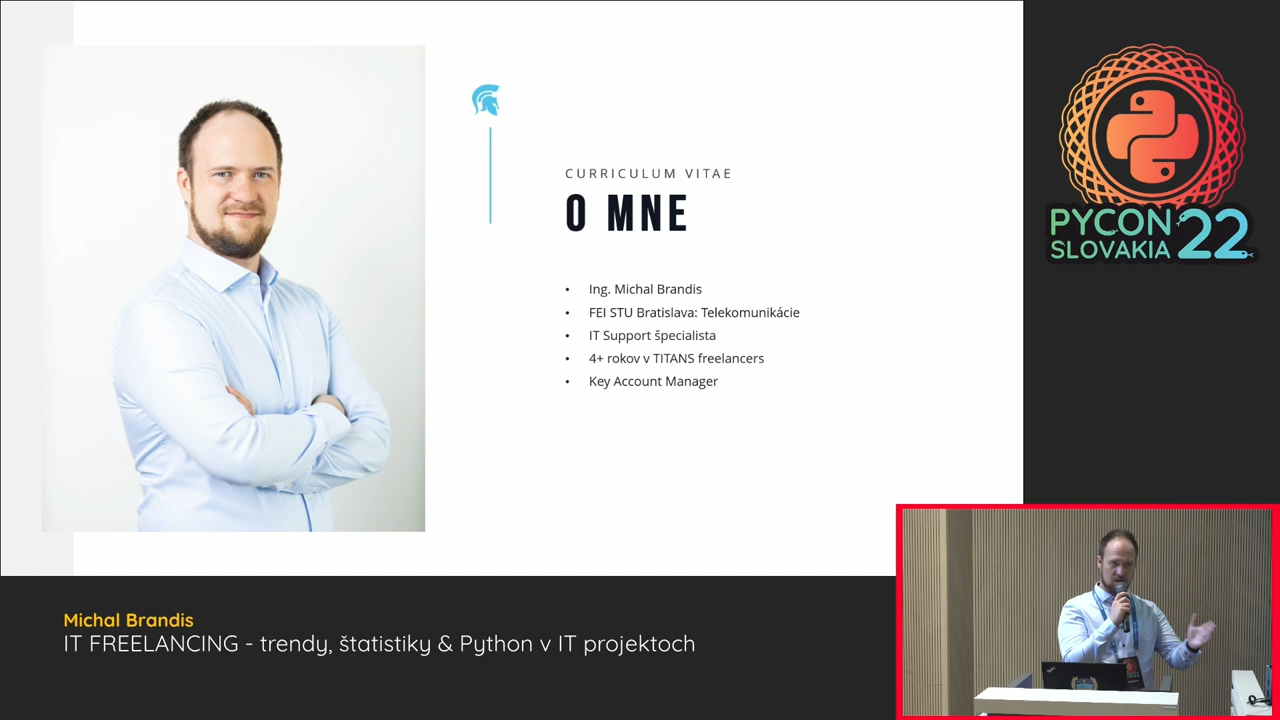 CURRICULUM VITAE
O MNE
• Ing. Michal Brandis
• FEI STU Bratislava: Telekomunikácie
• IT Support špecialista
• 4+ rokov v TITANS freelancers
• Key Account Manager
PYCON
SLOVAKIA 22
Michal Brandis
IT FREELANCING - trendy, štatistiky & Python v IT projektoch